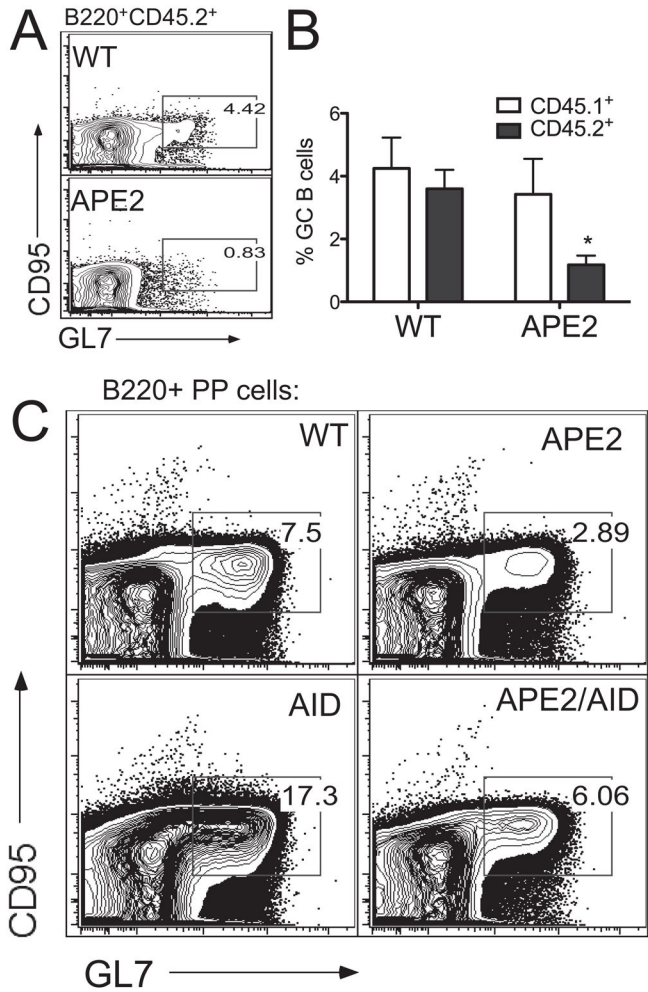 A
B220+CD45.2+
WT
4.42
APE2
0.83
CD95
GL7
B
CD45.1+
CD45.2+
% GC B cells
6
4
2
0
*
WT
APE2
C
B220+ PP cells:
WT
7.5
APE2
2.89
AID
17.3
APE2/AID
6.06
CD95
GL7